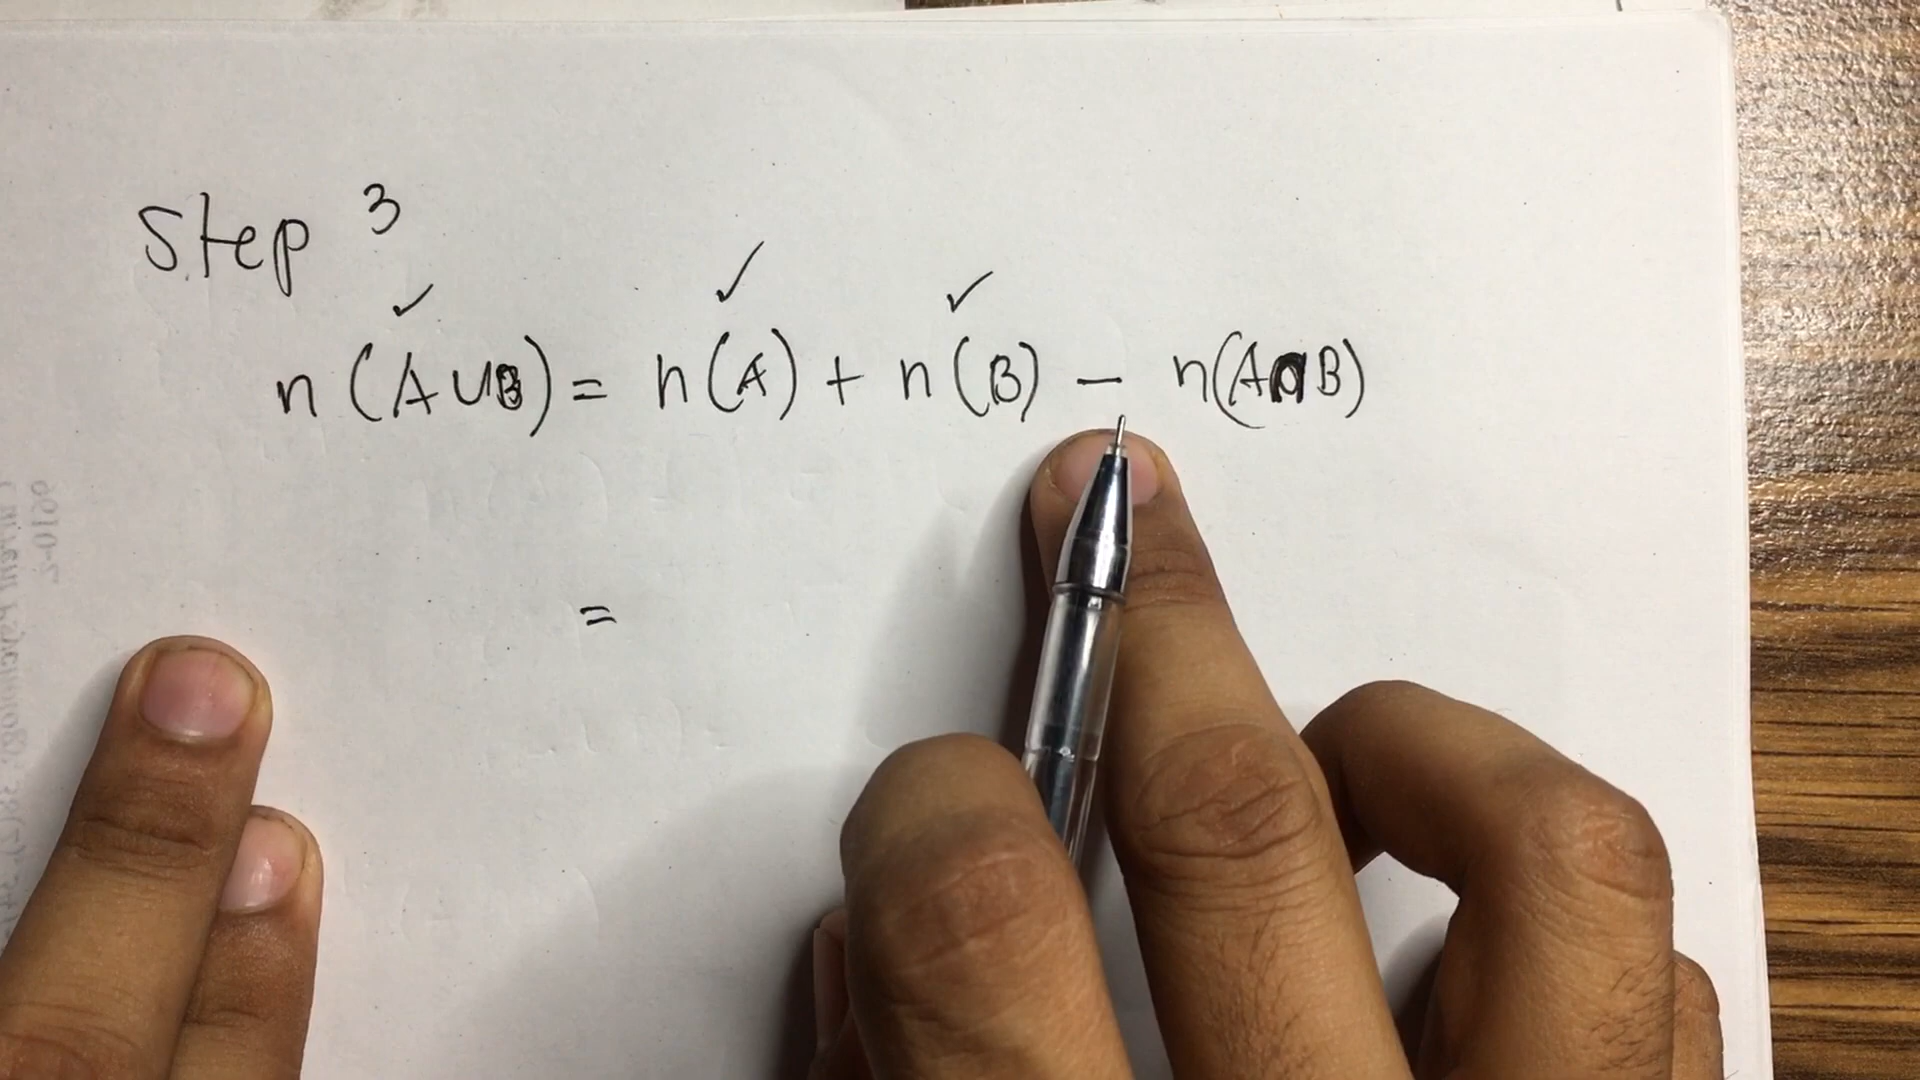 Step 3
n(A∪B) = n(A) + n(B) - n(A∩B)
=